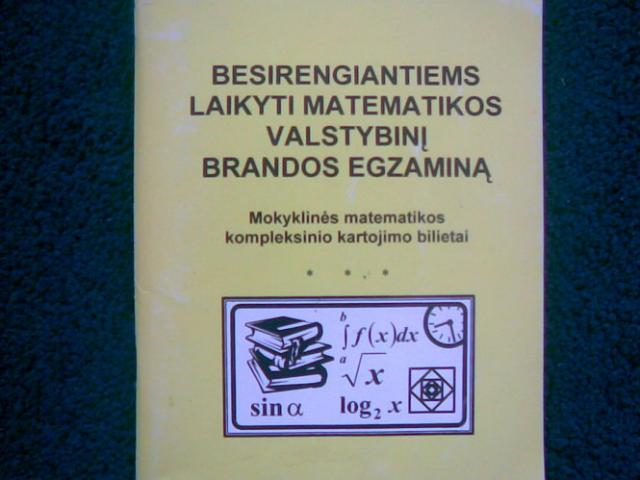 BESIRENGIANTIEMS
LAIKYTI MATEMATIKOS
VALSTYBINĮ
BRANDOS EGZAMINĄ
Mokyklinės matematikos
kompleksinio kartojimo bilietai
* * *
b
∫ f(x)dx
a
√x
sin α
log₂ x